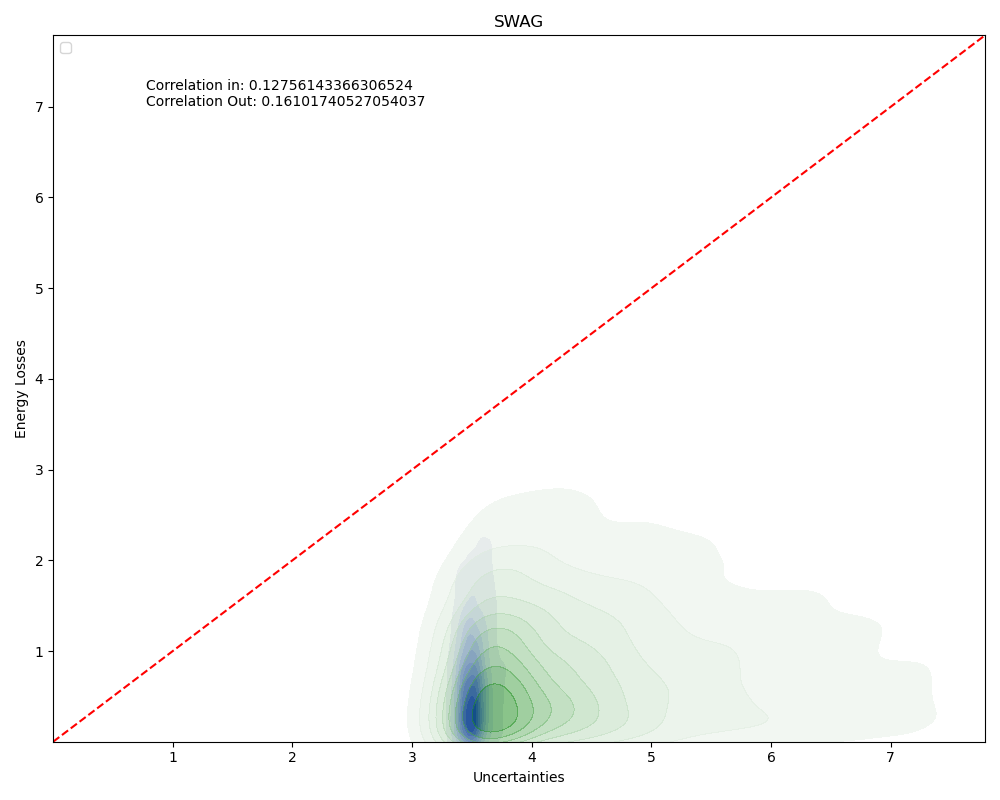 SWAG
Correlation in: 0.12756143366306524
Correlation Out: 0.16101740527054037
7
6
5
4
3
2
1
Energy Losses
1 2 3 4 5 6 7
Uncertainties